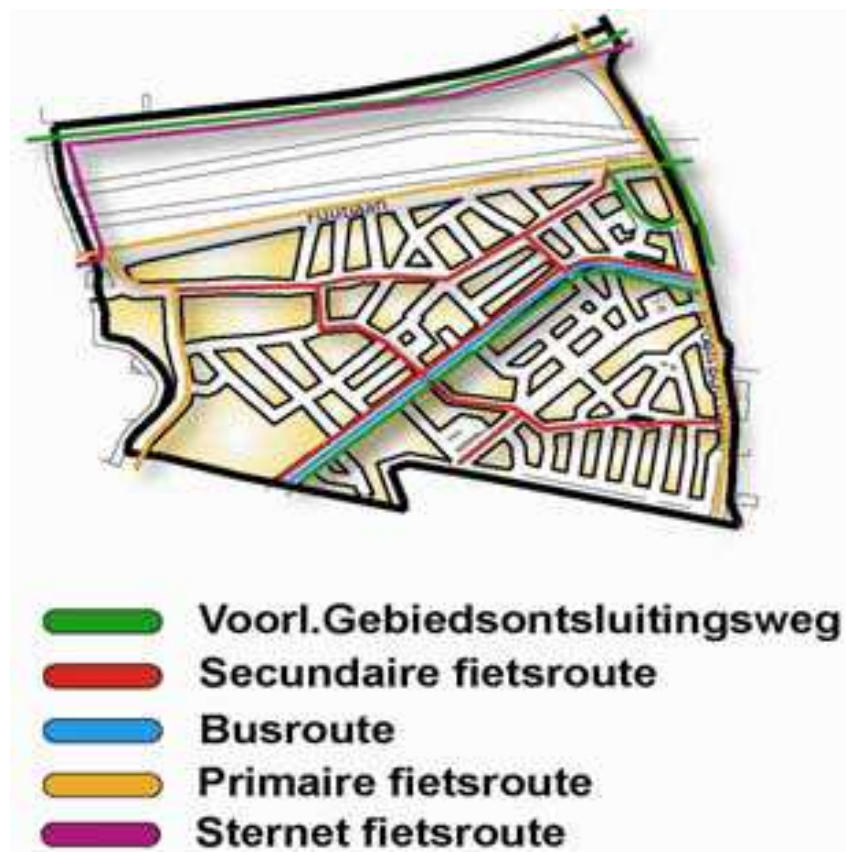 Voorl.Gebiedsontsluitingsweg
Secundaire fietsroute
Busroute
Primaire fietsroute
Sternet fietsroute